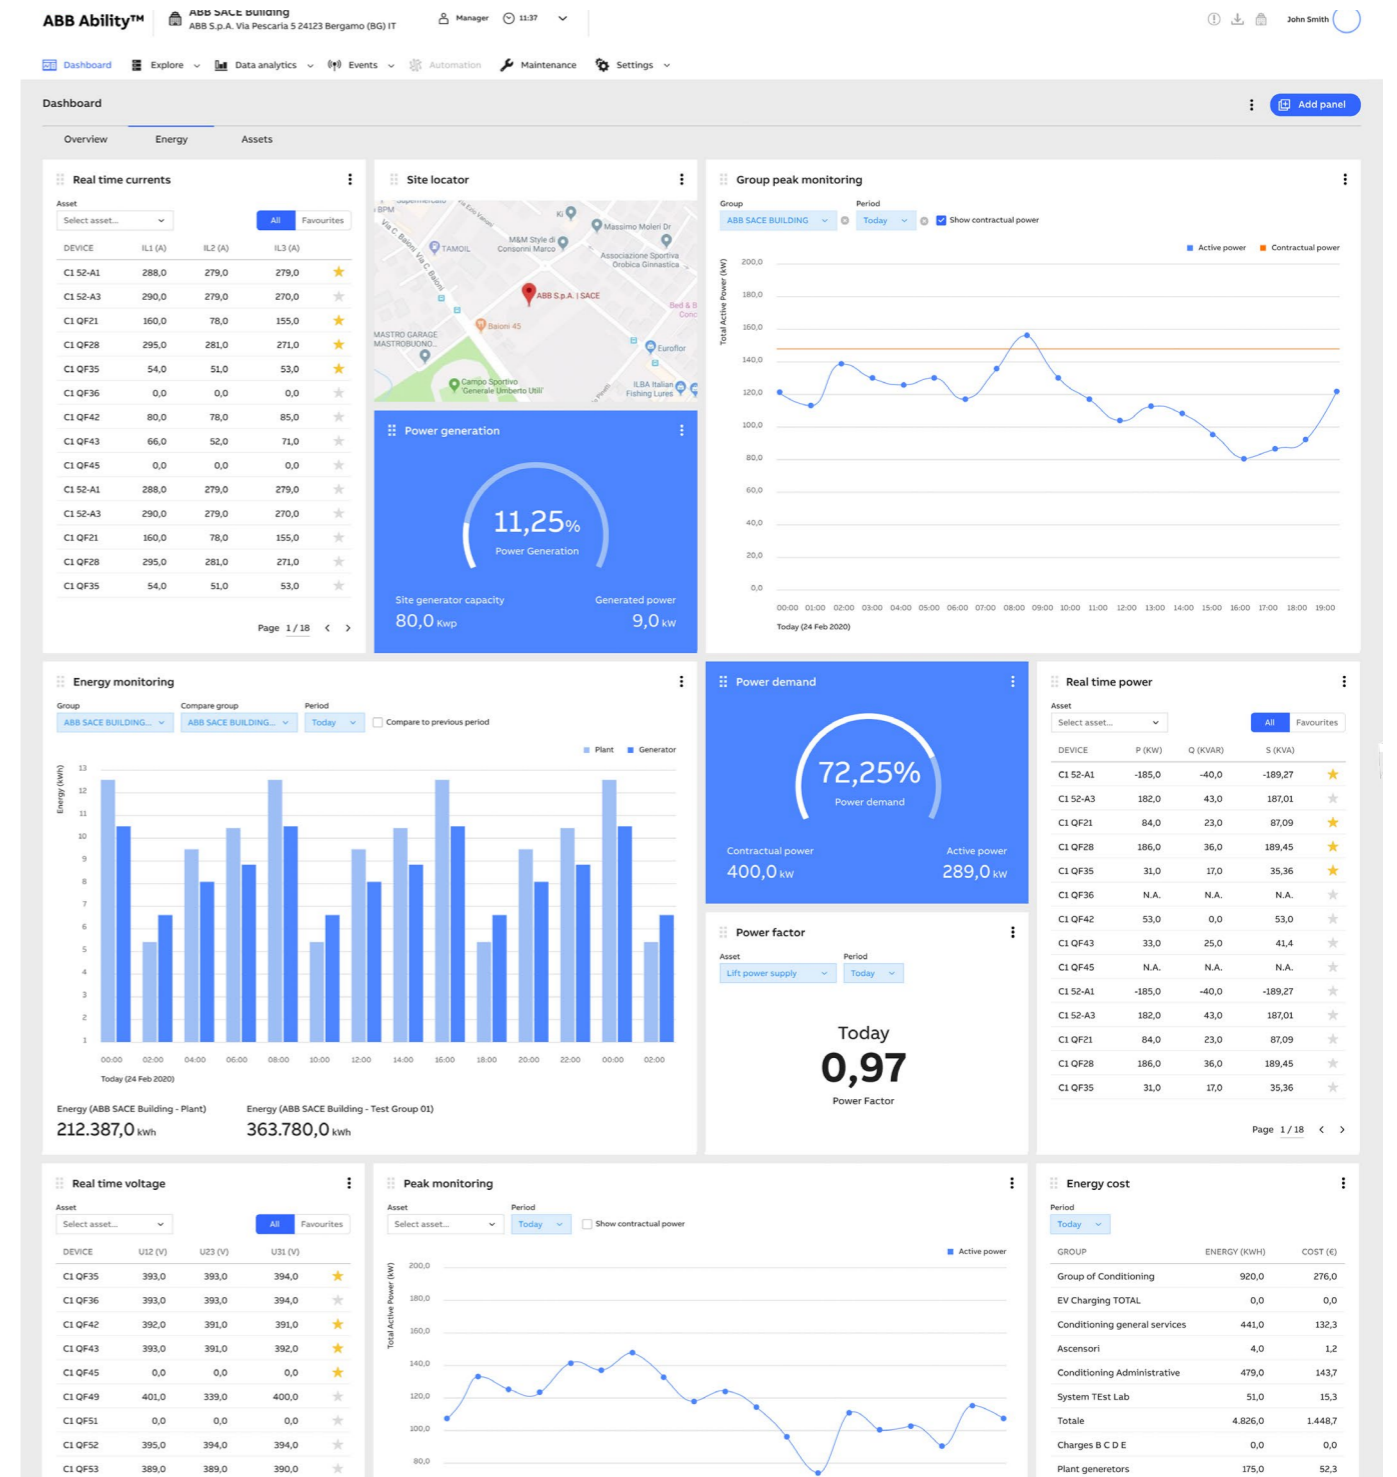 ABB Ability™
ABB SACE Building
ABB S.p.A. Via Pescaria 5 24123 Bergamo (BG) IT
Manager
11:37
John Smith
Dashboard
Explore
Data analytics
Events
Automation
Maintenance
Settings
Dashboard
Add panel
Overview
Energy
Assets
Real time currents
Asset
Select asset...
All Favourites
DEVICE IL1 (A) IL2 (A) IL3 (A)
C1 52-A1 288,0 279,0 279,0
C1 52-A3 290,0 279,0 270,0
C1 QF21 160,0 78,0 155,0
C1 QF28 295,0 281,0 271,0
C1 QF35 54,0 51,0 53,0
C1 QF36 0,0 0,0 0,0
C1 QF42 80,0 78,0 85,0
C1 QF43 66,0 52,0 71,0
C1 QF45 0,0 0,0 0,0
C1 52-A1 288,0 279,0 279,0
C1 52-A3 290,0 279,0 270,0
C1 QF21 160,0 78,0 155,0
C1 QF28 295,0 281,0 271,0
C1 QF35 54,0 51,0 53,0
Page 1 / 18
Site locator
BPM
Ki
Massimo Moleri Dr
TAMOIL
M&M Style di
Consonni Marco
Associazione Sportiva
Orobica Ginnastica
Via C. Baioni
ABB S.p.A. | SACE
Bed & B
Conc
Baioni 45
MASTRO GARAGE
MASTROBUONO...
Euroflor
Campo Sportivo
'Generale Umberto Utili'
ILBA Italian
Fishing Lures
Power generation
11,25%
Power Generation
Site generator capacity
80,0 Kwp
Generated power
9,0 kW
Group peak monitoring
Group
ABB SACE BUILDING
Period
Today
Show contractual power
Active power
Contractual power
Total Active Power (kW)
200,0
180,0
160,0
140,0
120,0
100,0
80,0
60,0
40,0
20,0
0,0
00:00 01:00 02:00 03:00 04:00 05:00 06:00 07:00 08:00 09:00 10:00 11:00 12:00 13:00 14:00 15:00 16:00 17:00 18:00 19:00
Today (24 Feb 2020)
Energy monitoring
Group
ABB SACE BUILDING...
Compare group
ABB SACE BUILDING...
Period
Today
Compare to previous period
Plant
Generator
Energy (kWh)
13
12
11
10
9
8
7
6
5
4
3
2
1
00:00 02:00 04:00 06:00 08:00 10:00 12:00 14:00 16:00 18:00 20:00 22:00 00:00 02:00
Today (24 Feb 2020)
Energy (ABB SACE Building - Plant)
212.387,0 kWh
Energy (ABB SACE Building - Test Group 01)
363.780,0 kWh
Power demand
72,25%
Power demand
Contractual power
400,0 kW
Active power
289,0 kW
Power factor
Asset
Lift power supply
Period
Today
Today
0,97
Power Factor
Real time power
Asset
Select asset...
All Favourites
DEVICE P (KW) Q (KVAR) S (KVA)
C1 52-A1 -185,0 -40,0 -189,27
C1 52-A3 182,0 43,0 187,01
C1 QF21 84,0 23,0 87,09
C1 QF28 186,0 36,0 189,45
C1 QF35 31,0 17,0 35,36
C1 QF36 N.A. N.A. N.A.
C1 QF42 53,0 0,0 53,0
C1 QF43 33,0 25,0 41,4
C1 QF45 N.A. N.A. N.A.
C1 52-A1 -185,0 -40,0 -189,27
C1 52-A3 182,0 43,0 187,01
C1 QF21 84,0 23,0 87,09
C1 QF28 186,0 36,0 189,45
C1 QF35 31,0 17,0 35,36
Page 1 / 18
Real time voltage
Asset
Select asset...
All Favourites
DEVICE U12 (V) U23 (V) U31 (V)
C1 QF35 393,0 393,0 394,0
C1 QF36 393,0 393,0 394,0
C1 QF42 392,0 391,0 391,0
C1 QF43 393,0 391,0 392,0
C1 QF45 0,0 0,0 0,0
C1 QF49 401,0 339,0 400,0
C1 QF51 0,0 0,0 0,0
C1 QF52 395,0 394,0 394,0
C1 QF53 389,0 389,0 390,0
Peak monitoring
Asset
Select asset...
Period
Today
Show contractual power
Active power
Total Active Power (kW)
200,0
180,0
160,0
140,0
120,0
100,0
80,0
Energy cost
Period
Today
GROUP ENERGY (KWH) COST (€)
Group of Conditioning 920,0 276,0
EV Charging TOTAL 0,0 0,0
Conditioning general services 441,0 132,3
Ascensori 4,0 1,2
Conditioning Administrative 479,0 143,7
System TEst Lab 51,0 15,3
Totale 4.826,0 1.448,7
Charges B C D E 0,0 0,0
Plant generetors 175,0 52,3